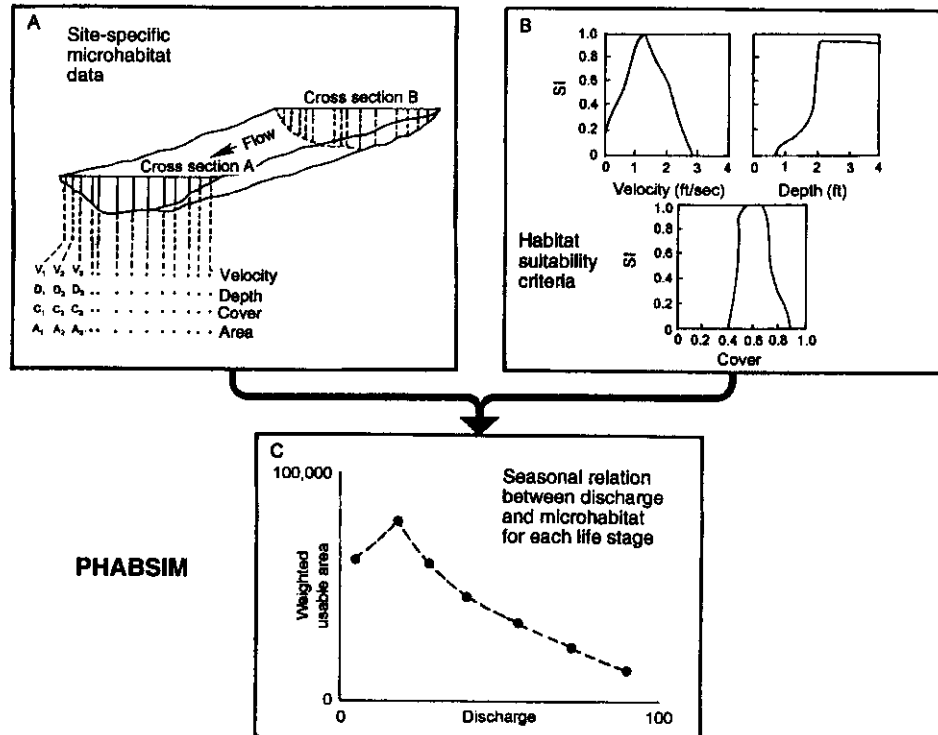 A
Site-specific
microhabitat
data
Cross section B
Flow
Cross section A
V₁ V₂ V₃
Velocity
D₁ D₂ D₃ ••
Depth
C₁ C₂ C₃ ••
Cover
A₁ A₂ A₃ ••
Area
B
SI
1.0
0.8
0.6
0.4
0.2
0
0 1 2 3 4
Velocity (ft/sec)
0 2 4
Depth (ft)
Habitat
suitability
criteria
SI
1.0
0.8
0.6
0.4
0.2
0
0 0.2 0.4 0.6 0.8 1.0
Cover
PHABSIM
C
100,000
Weighted
usable area
0
0
Discharge
100
Seasonal relation
between discharge
and microhabitat
for each life stage